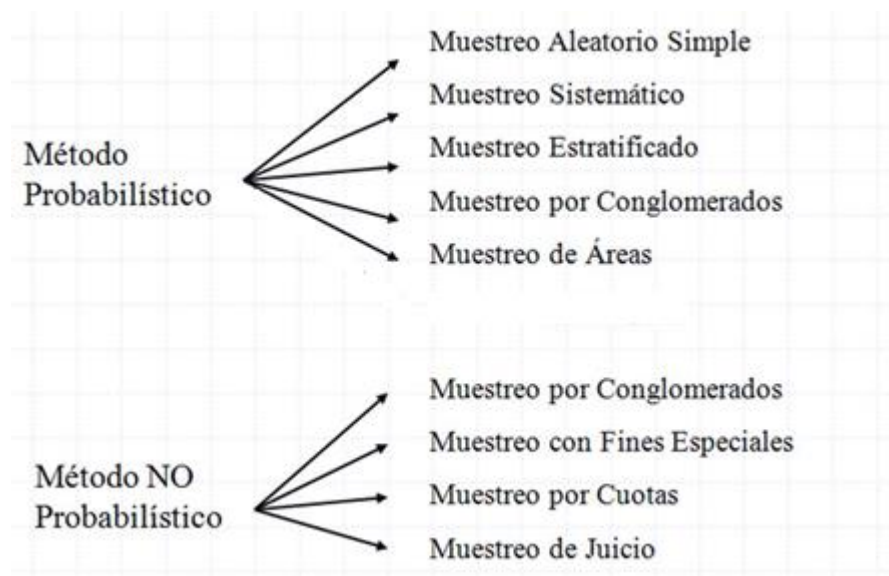 Método
Probabilístico
Muestreo Aleatorio Simple
Muestreo Sistemático
Muestreo Estratificado
Muestreo por Conglomerados
Muestreo de Áreas
Método NO
Probabilístico
Muestreo por Conglomerados
Muestreo con Fines Especiales
Muestreo por Cuotas
Muestreo de Juicio